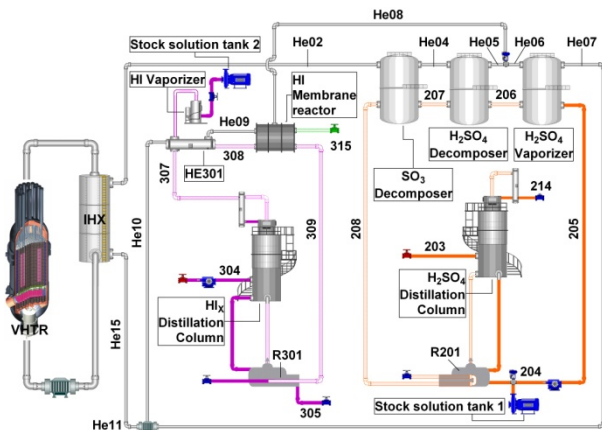 He08
Stock solution tank 2
He02
He04
He05
He06
He07
HI Vaporizer
HI
Membrane
reactor
He09
207
206
307
308
315
HE301
H2SO4
Decomposer
H2SO4
Vaporizer
SO3
Decomposer
IHX
He10
309
208
214
205
203
304
HIX
Distillation
Column
H2SO4
Distillation
Column
VHTR
He15
R301
R201
204
305
Stock solution tank 1
He11